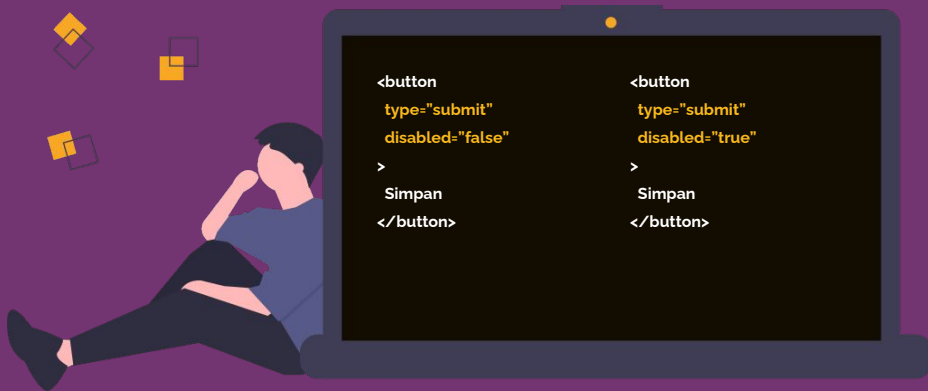 <button
type="submit"
disabled="false"
>
Simpan
</button>
<button
type="submit"
disabled="true"
>
Simpan
</button>